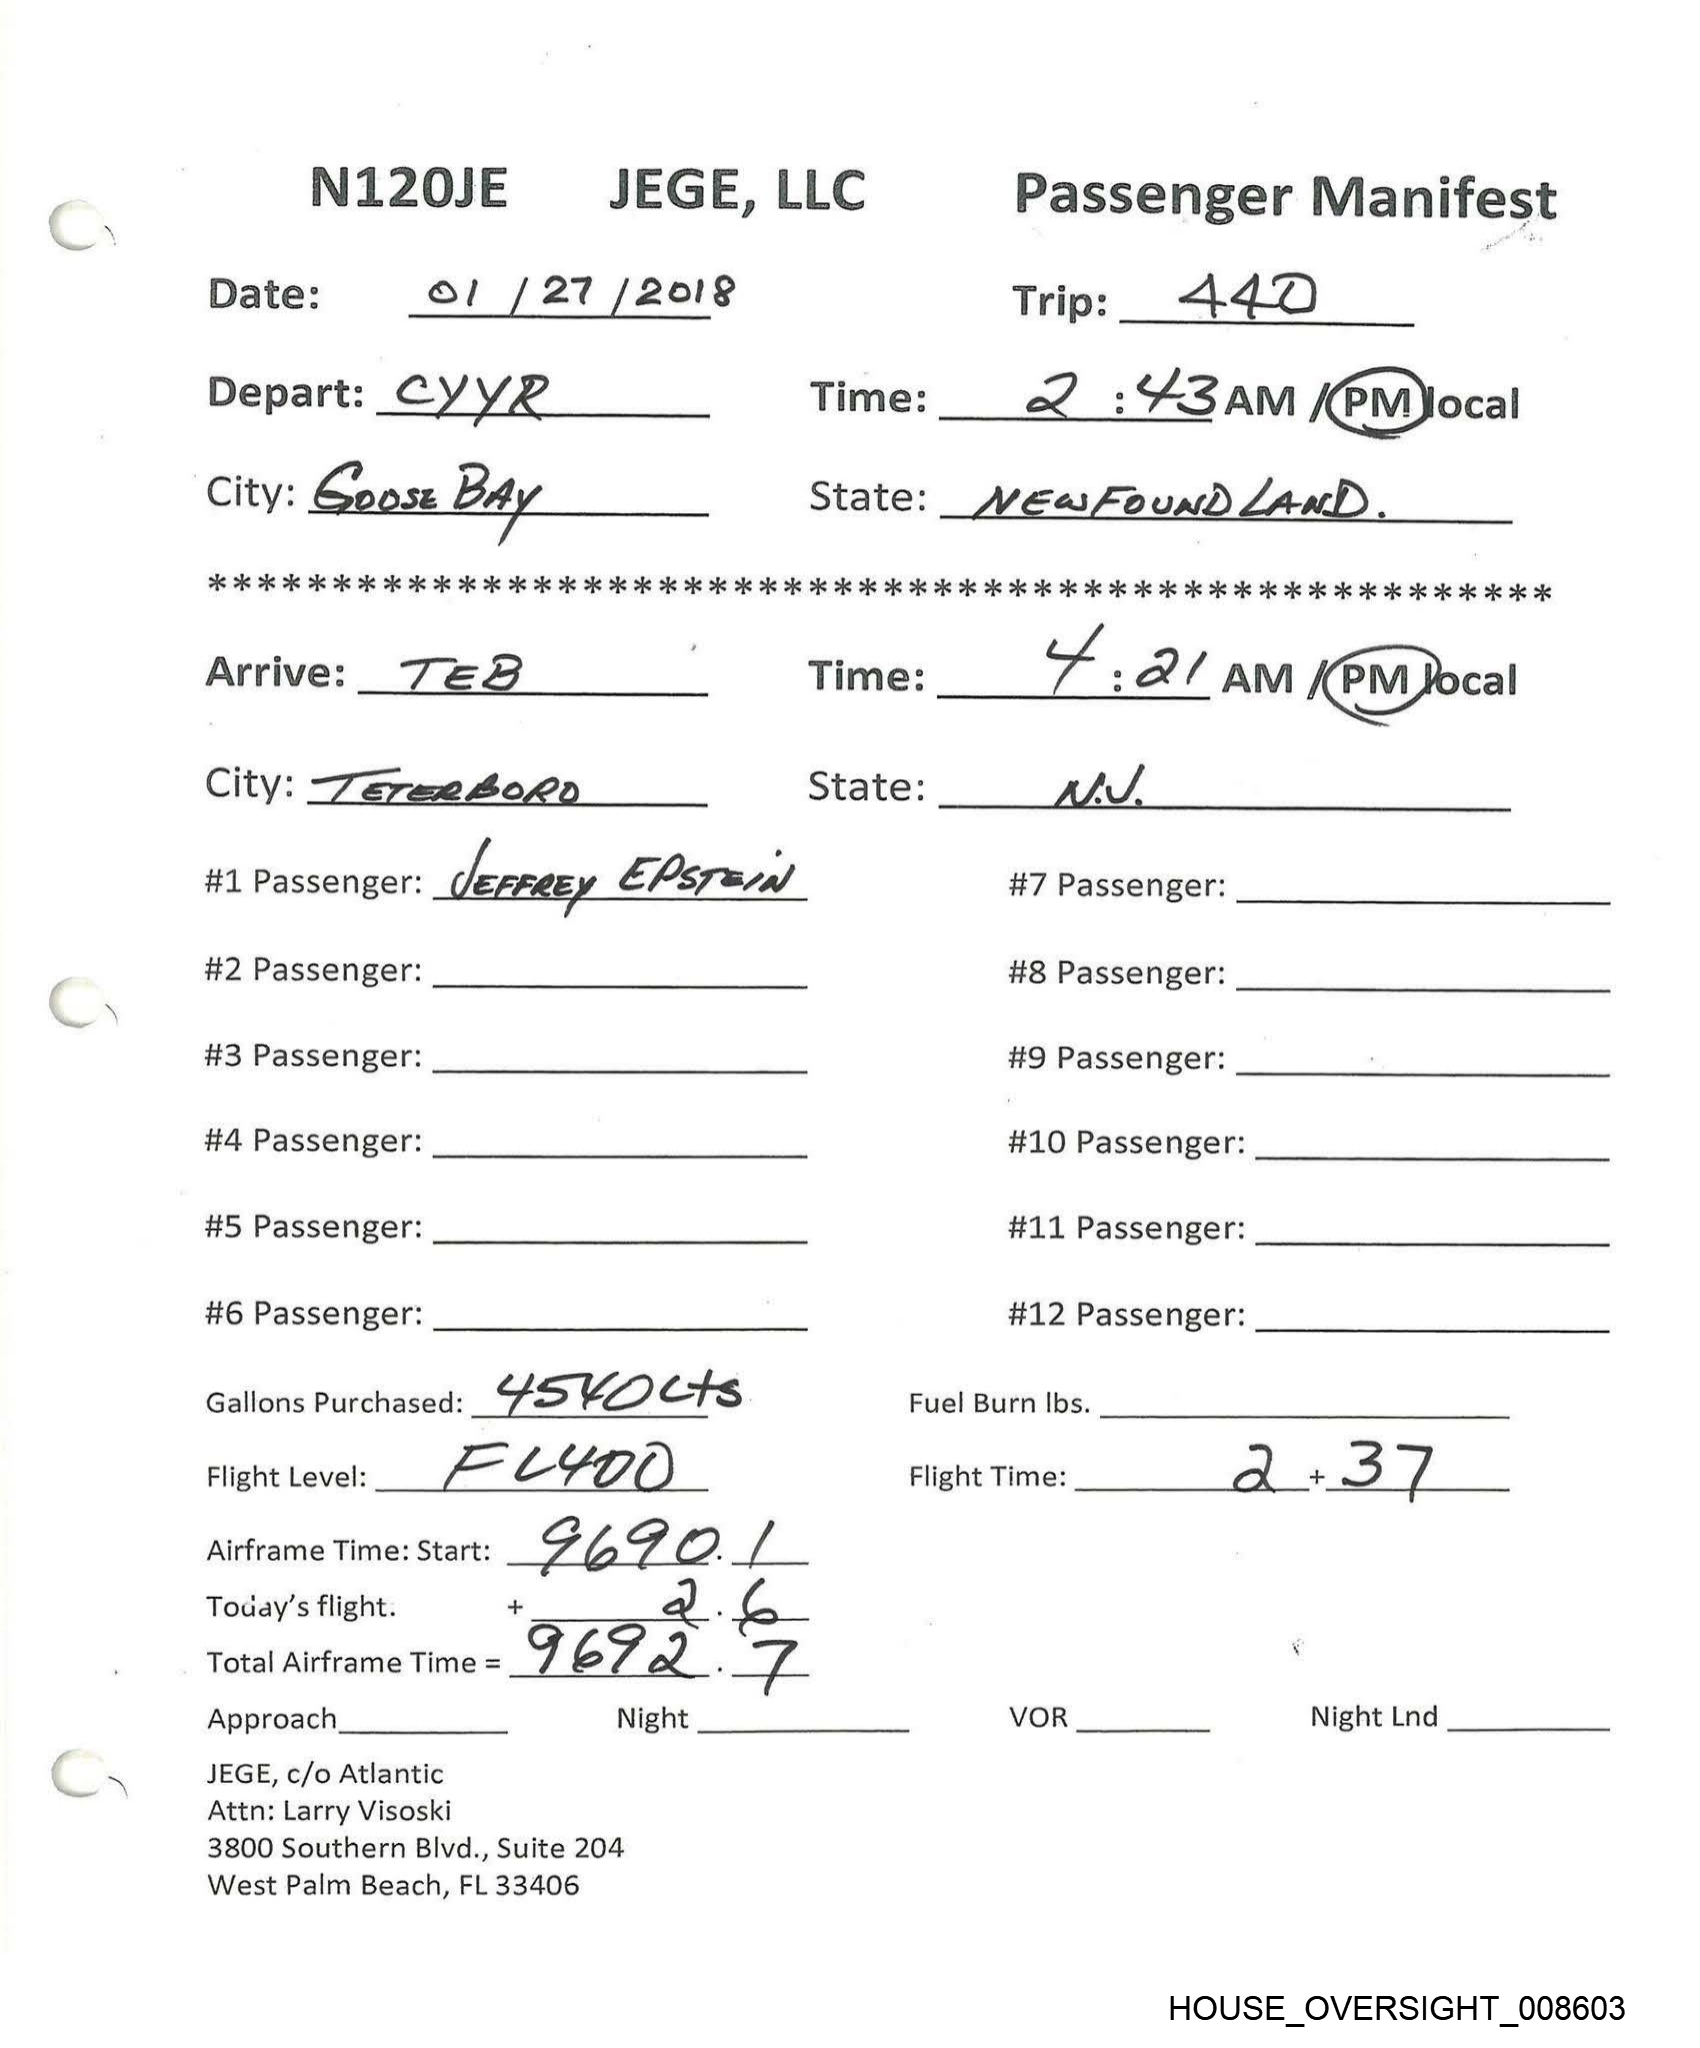 N120JE JEGE, LLC Passenger Manifest
Date: 01 / 27 / 2018 Trip: 440
Depart: CYYR Time: 2 : 43 AM / PM local
City: GOOSE BAY State: NEWFOUNDLAND.
******************************************************
Arrive: TEB Time: 4 : 21 AM / PM local
City: TETERBORO State: N.J.
#1 Passenger: JEFFREY EPSTEIN #7 Passenger:
#2 Passenger: #8 Passenger:
#3 Passenger: #9 Passenger:
#4 Passenger: #10 Passenger:
#5 Passenger: #11 Passenger:
#6 Passenger: #12 Passenger:
Gallons Purchased: 4540 Lts Fuel Burn lbs.
Flight Level: FL400 Flight Time: 2 + 37
Airframe Time: Start: 9690.1
Today's flight. + 2.6
Total Airframe Time = 9692.7
Approach Night VOR Night Lnd
JEGE, c/o Atlantic
Attn: Larry Visoski
3800 Southern Blvd., Suite 204
West Palm Beach, FL 33406
HOUSE_OVERSIGHT_008603